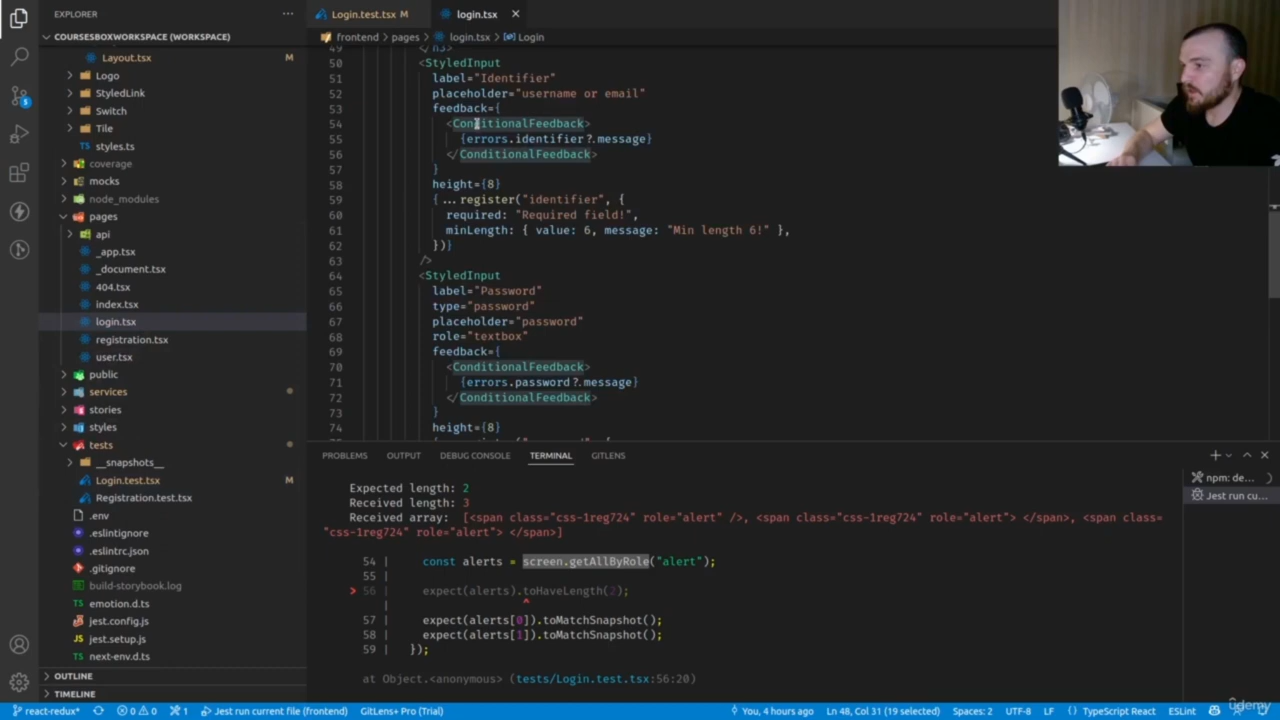 EXPLORER
COURSESBOXWORKSPACE (WORKSPACE)
Layout.tsx M
Logo
StyledLink
Switch
Tile
styles.ts
coverage
mocks
node_modules
pages
api
_app.tsx
_document.tsx
404.tsx
index.tsx
login.tsx
registration.tsx
user.tsx
public
services
stories
styles
tests
__snapshots__
Login.test.tsx M
Registration.test.tsx
.env
.eslintignore
.eslintrc.json
.gitignore
build-storybook.log
emotion.d.ts
jest.config.js
jest.setup.js
next-env.d.ts
OUTLINE
TIMELINE
Login.test.tsx M login.tsx
frontend > pages > login.tsx > Login
49 </h3>
50 <StyledInput
51 label="Identifier"
52 placeholder="username or email"
53 feedback={
54 <ConditionalFeedback>
55 {errors.identifier?.message}
56 </ConditionalFeedback>
57 }
58 height={8}
59 {...register("identifier", {
60 required: "Required field!",
61 minLength: { value: 6, message: "Min length 6!" },
62 })}
63 />
64 <StyledInput
65 label="Password"
66 type="password"
67 placeholder="password"
68 role="textbox"
69 feedback={
70 <ConditionalFeedback>
71 {errors.password?.message}
72 </ConditionalFeedback>
73 }
74 height={8}
PROBLEMS OUTPUT DEBUG CONSOLE TERMINAL GITLENS
npm: de...
Jest run cu...
Expected length: 2
Received length: 3
Received array: [<span class="css-1reg724" role="alert" />, <span class="css-1reg724" role="alert"> </span>, <span class=
"css-1reg724" role="alert"> </span>]
54 | const alerts = screen.getAllByRole("alert");
55 |
> 56 | expect(alerts).toHaveLength(2);
| ^
57 | expect(alerts[0]).toMatchSnapshot();
58 | expect(alerts[1]).toMatchSnapshot();
59 | });
at Object.<anonymous> (tests/Login.test.tsx:56:20)
react-redux* 0 0 1 Jest run current file (frontend) GitLens+ Pro (Trial) You, 4 hours ago Ln 48, Col 31 (19 selected) Spaces: 2 UTF-8 LF { } TypeScript React ESLint
udemy